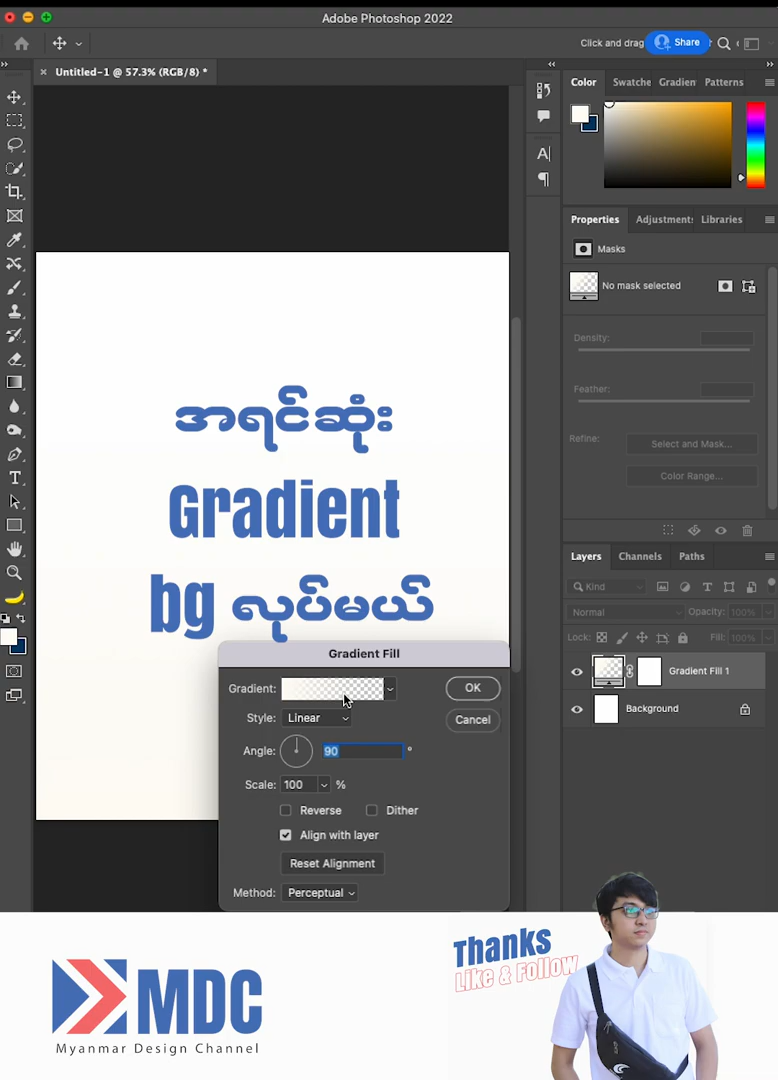 Adobe Photoshop 2022
Click and drag
Share
Untitled-1 @ 57.3% (RGB/8) *
Color
Swatche
Gradien
Patterns
Properties
Adjustment
Libraries
Masks
No mask selected
Density:
Feather:
Refine:
Select and Mask...
Color Range...
အရင်ဆုံး
Gradient
bg လုပ်မယ်
Layers
Channels
Paths
Kind
Normal
Opacity: 100%
Lock:
Fill: 100%
Gradient Fill 1
Background
Gradient Fill
Gradient:
OK
Style: Linear
Cancel
Angle: 90 °
Scale: 100 %
Reverse
Dither
Align with layer
Reset Alignment
Method: Perceptual
Thanks
Like & Follow
MDC
Myanmar Design Channel